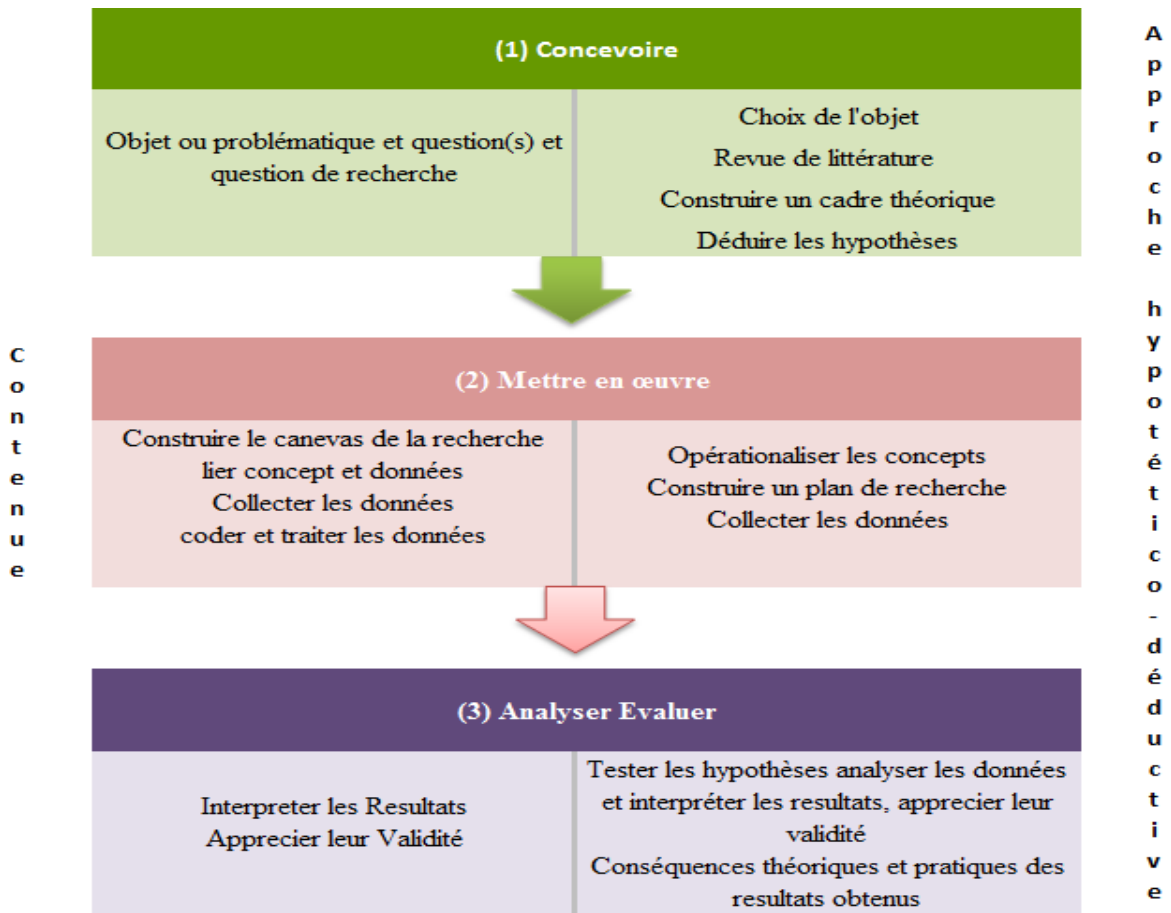 (1) Concevoire
Objet ou problématique et question(s) et
question de recherche
Choix de l'objet
Revue de littérature
Construire un cadre théorique
Déduire les hypothèses
(2) Mettre en œuvre
Construire le canevas de la recherche
lier concept et données
Collecter les données
coder et traiter les données
Opérationaliser les concepts
Construire un plan de recherche
Collecter les données
(3) Analyser Evaluer
Interpreter les Resultats
Apprecier leur Validité
Tester les hypothèses analyser les données
et interpréter les resultats, apprecier leur
validité
Conséquences théoriques et pratiques des
resultats obtenus
Contenue
Approche hypotético-déductive